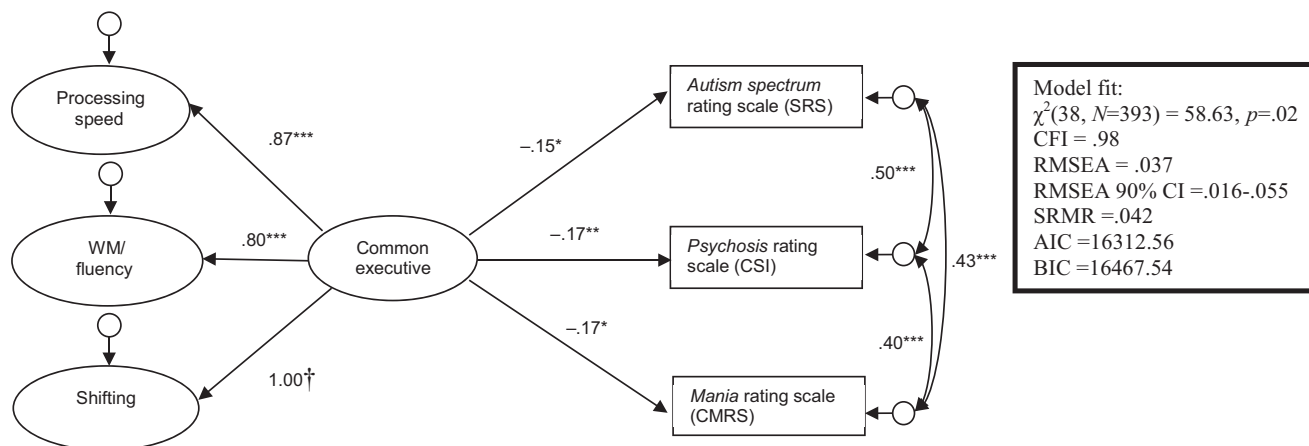 Processing
speed
.87***
WM/
fluency
.80***
Shifting
1.00†
Common
executive
–.15*
–.17**
–.17*
Autism spectrum
rating scale (SRS)
Psychosis rating
scale (CSI)
Mania rating scale
(CMRS)
.50***
.43***
.40***
Model fit:
χ²(38, N=393) = 58.63, p=.02
CFI = .98
RMSEA = .037
RMSEA 90% CI =.016-.055
SRMR =.042
AIC =16312.56
BIC =16467.54